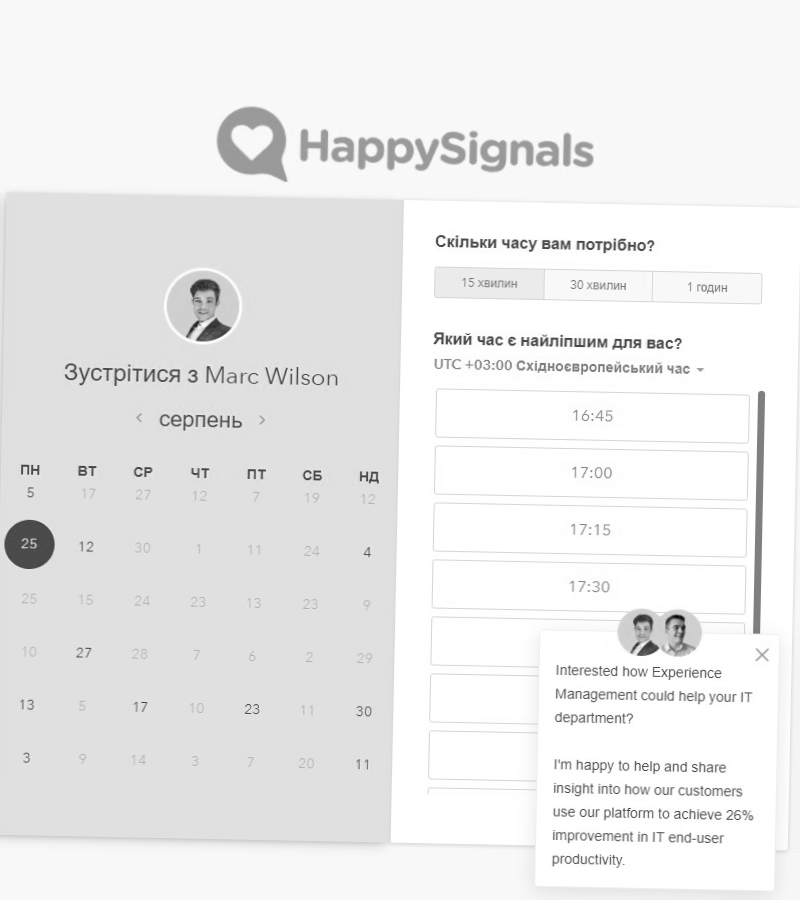 HappySignals
Зустрітися з Marc Wilson
серпень
ПН ВТ СР ЧТ ПТ СБ НД
5 17 27 12 7 19 12
25 12 30 1 11 24 4
25 15 24 23 13 23 9
10 27 28 7 6 2 29
13 5 17 10 23 11 30
3 9 14 3 7 20 11
Скільки часу вам потрібно?
15 хвилин 30 хвилин 1 годин
Який час є найліпшим для вас?
UTC +03:00 Східноєвропейський час
16:45
17:00
17:15
17:30
Interested how Experience
Management could help your IT
department?
I'm happy to help and share
insight into how our customers
use our platform to achieve 26%
improvement in IT end-user
productivity.